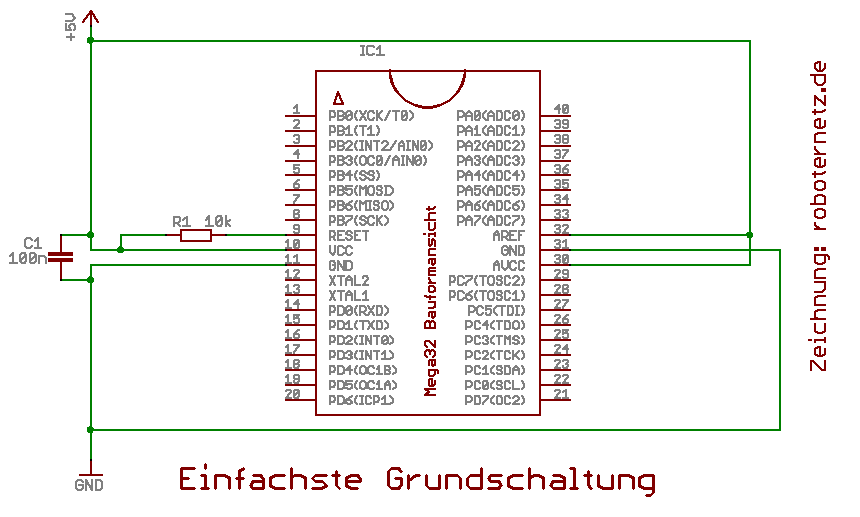 +5V
IC1
1 PB0(XCK/T0) PA0(ADC0) 40
2 PB1(T1) PA1(ADC1) 39
3 PB2(INT2/AIN0) PA2(ADC2) 38
4 PB3(OC0/AIN0) PA3(ADC3) 37
5 PB4(SS) PA4(ADC4) 36
6 PB5(MOSI PA5(ADC5) 35
7 PB6(MISO) PA6(ADC6) 34
8 PB7(SCK) PA7(ADC7) 33
R1 10k
9 RESET AREF 32
10 VCC GND 31
11 GND AVCC 30
12 XTAL2 PC7(TOSC2) 29
13 XTAL1 PC6(TOSC1) 28
14 PD0(RXD) PC5(TDI) 27
15 PD1(TXD) PC4(TDO) 26
16 PD2(INT0) PC3(TMS) 25
17 PD3(INT1) PC2(TCK) 24
18 PD4(OC1B) PC1(SDA) 23
19 PD5(OC1A) PC0(SCL) 22
20 PD6(ICP1) PD7(OC2) 21
C1
100n
Mega32 Bauformansicht
Zeichnung: roboternetz.de
GND
Einfachste Grundschaltung